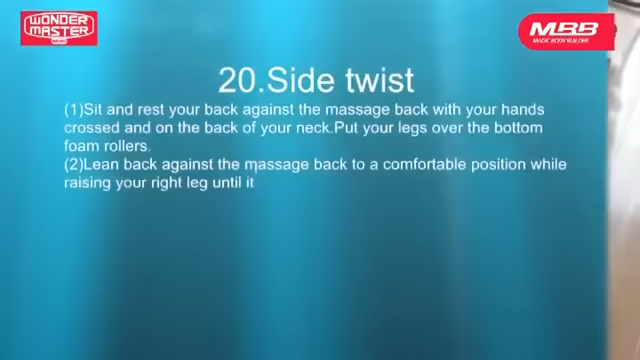 WONDER
MASTER
MBB
MAGIC BODYBUILDER
20.Side twist
(1)Sit and rest your back against the massage back with your hands
crossed and on the back of your neck.Put your legs over the bottom
foam rollers.
(2)Lean back against the massage back to a comfortable position while
raising your right leg until it